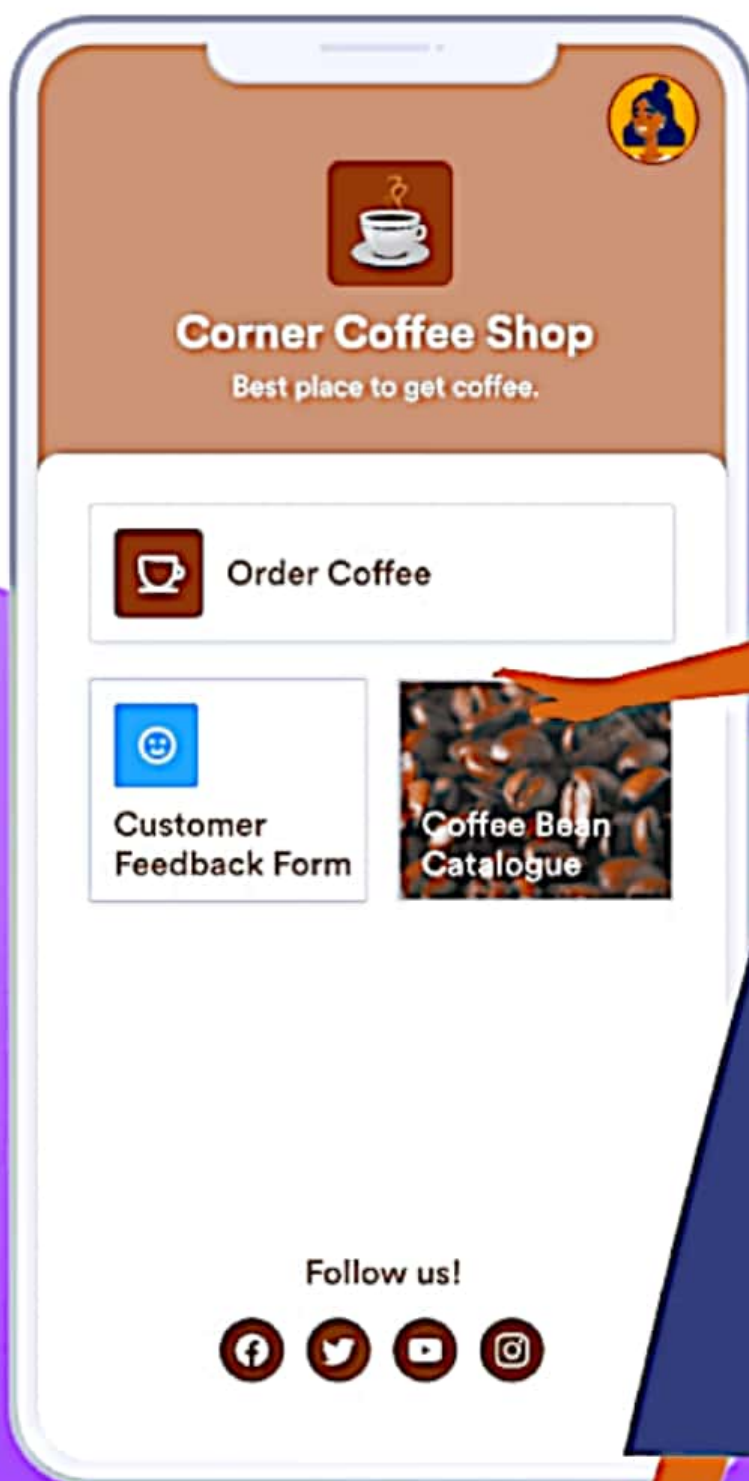 Corner Coffee Shop
Best place to get coffee.
Order Coffee
Customer
Feedback Form
Coffee Bean
Catalogue
Follow us!